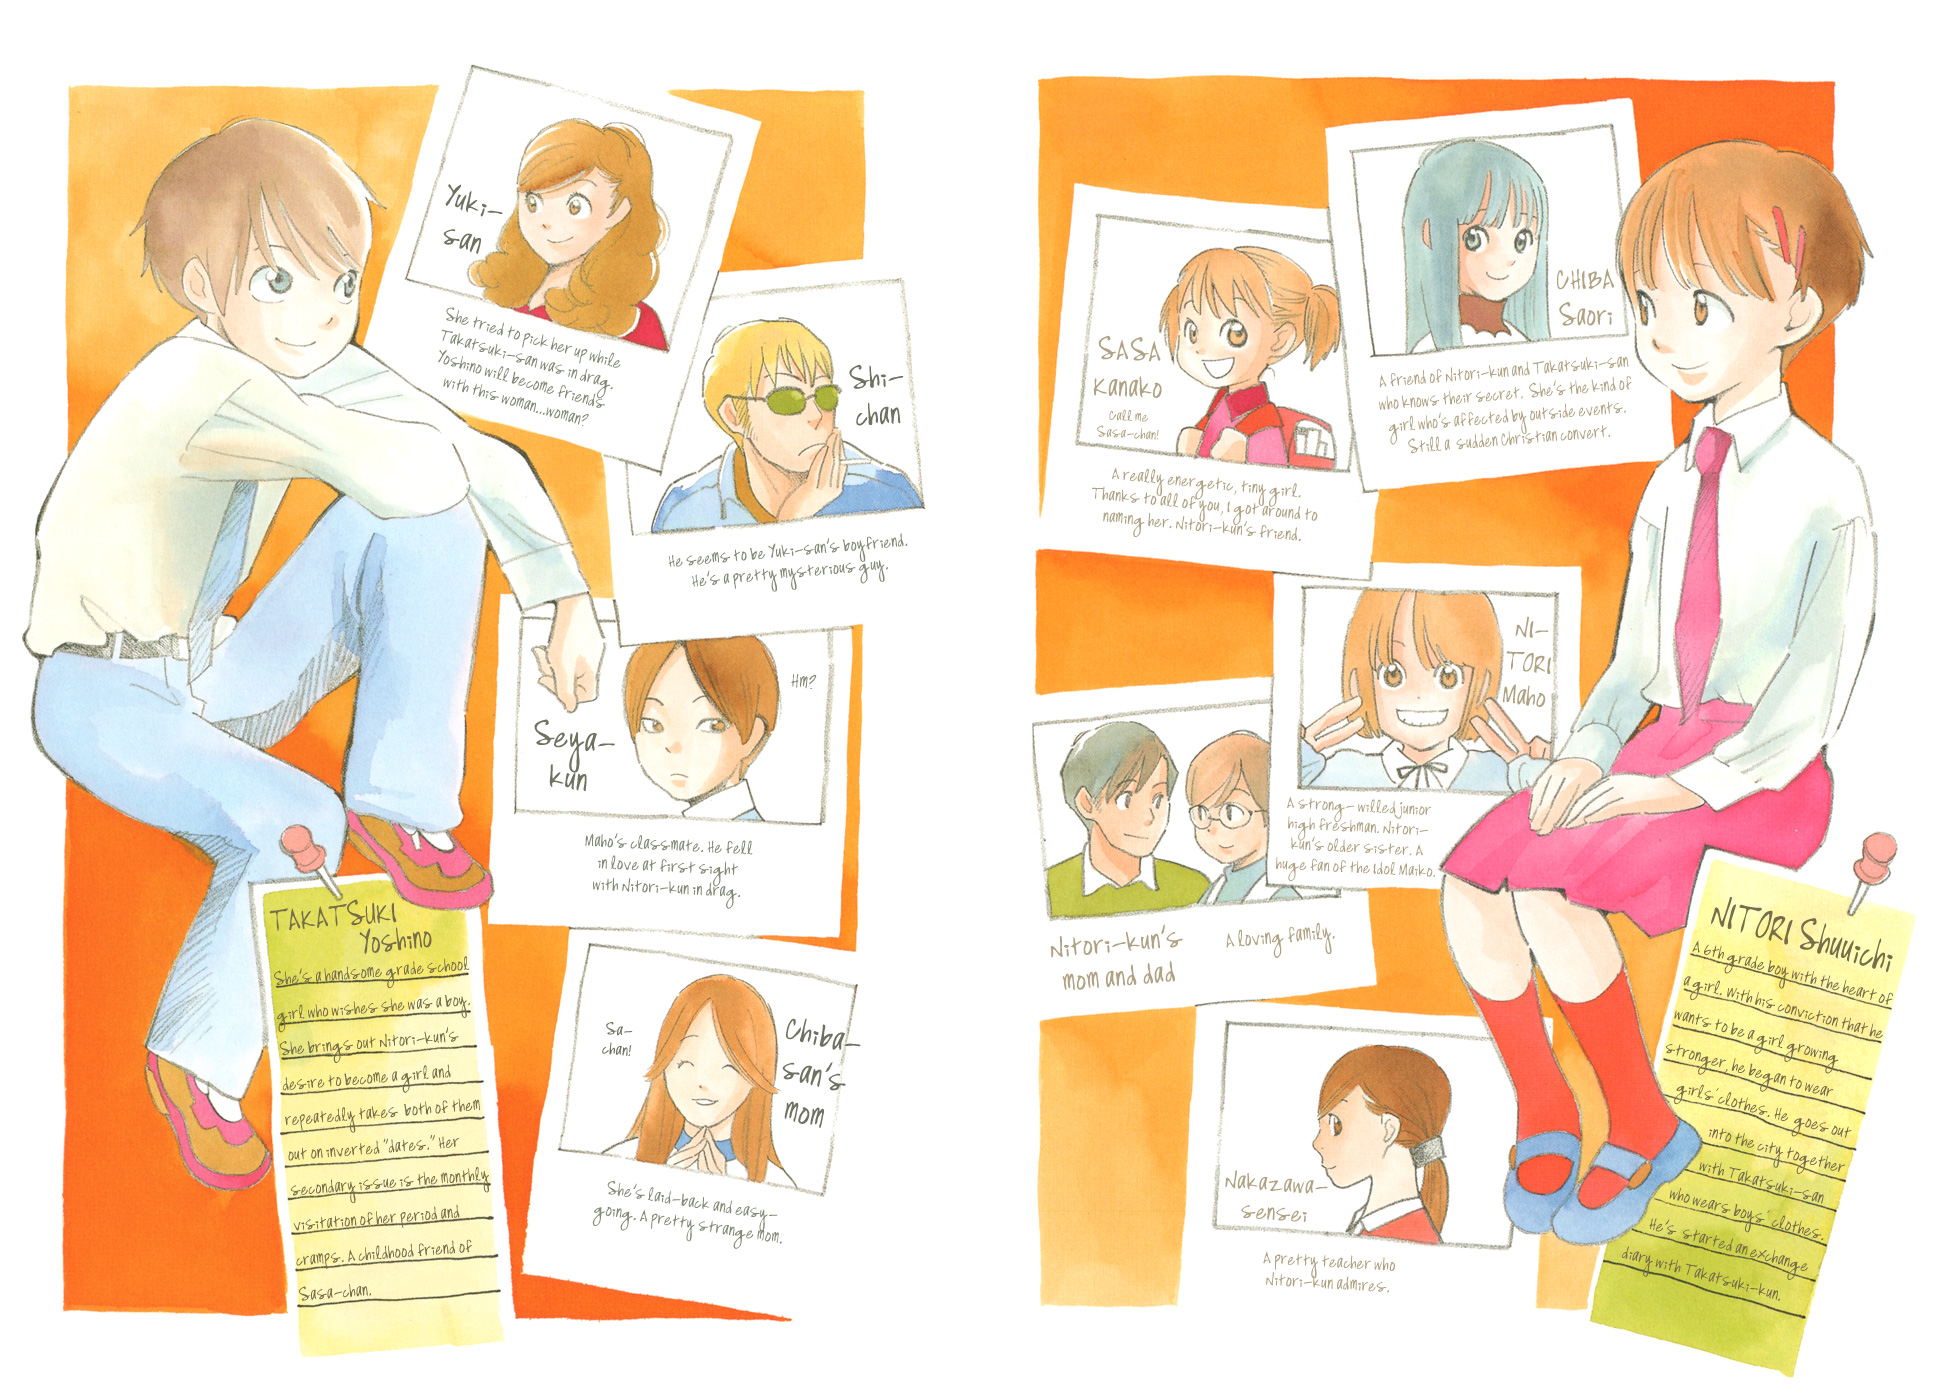 Yuki-
san
She tried to pick her up while
Takatsuki-san was in drag.
Yoshino will become friends
with this woman...woman?
Shi-
chan
He seems to be Yuki-san's boyfriend.
He's a pretty mysterious guy.
Hm?
Seya-
kun
Maho's classmate. He fell
in love at first sight
with Nitori-kun in drag.
TAKATSUKI
Yoshino
She's a handsome grade school
girl who wishes she was a boy.
She brings out Nitori-kun's
desire to become a girl and
repeatedly takes both of them
out on inverted "dates." Her
secondary issue is the monthly
visitation of her period and
cramps. A childhood friend of
Sasa-chan.
Sa-
chan!
Chiba-
san's
mom
She's laid-back and easy-
going. A pretty strange mom.
CHIBA
Saori
A friend of Nitori-kun and Takatsuki-san
who knows their secret. She's the kind of
girl who's affected by outside events.
Still a sudden Christian convert.
SASA
Kanako
Call me
Sasa-chan!
A really energetic, tiny girl.
Thanks to all of you, I got around to
naming her. Nitori-kun's friend.
NI-
TORI
Maho
A strong-willed junior
high freshman. Nitori-
kun's older sister. A
huge fan of the Idol Maiko.
Nitori-kun's
mom and dad
A loving family.
Nakazawa-
sensei
A pretty teacher who
Nitori-kun admires.
NITORI Shuuichi
A 6th grade boy with the heart of
a girl. With his conviction that he
wants to be a girl growing
stronger, he began to wear
girls' clothes. He goes out
into the city together
with Takatsuki-san
who wears boys' clothes.
He's started an exchange
diary with Takatsuki-kun.